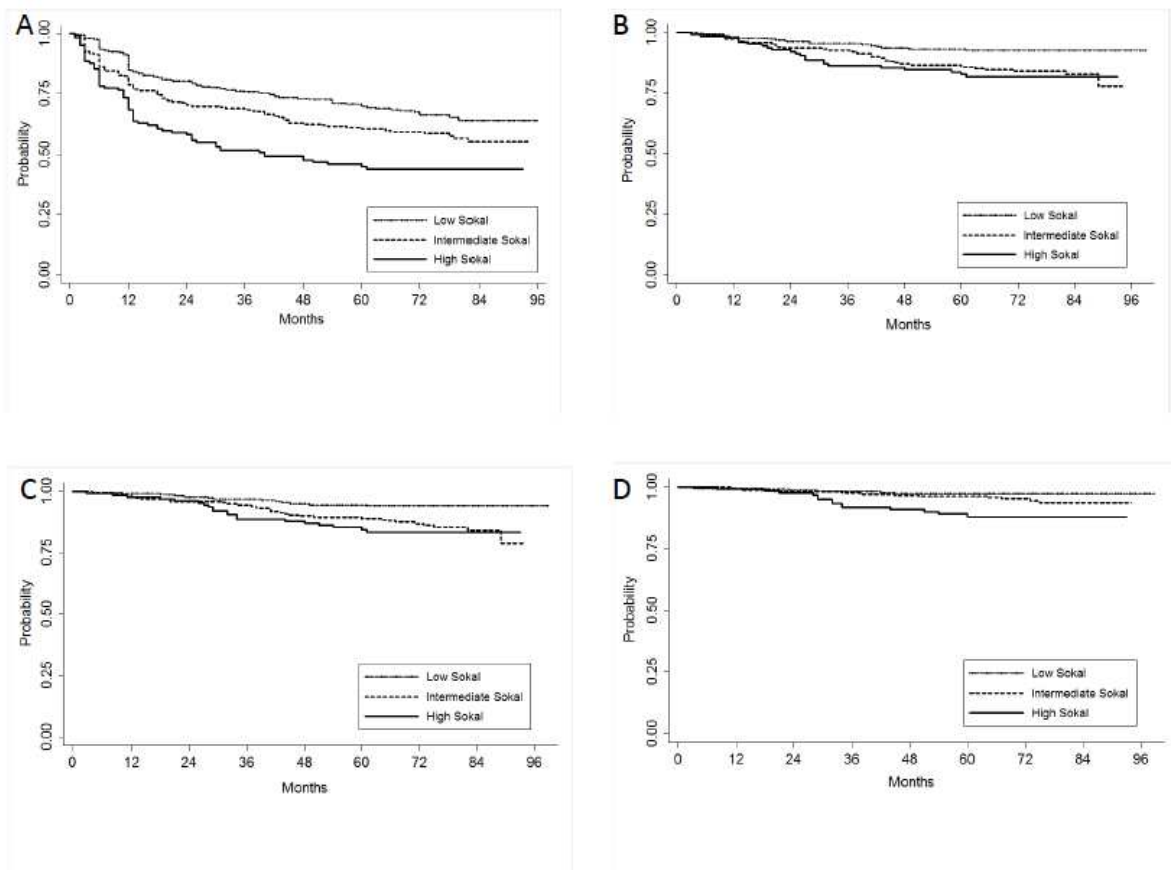 A
Probability
1.00
0.75
0.50
0.25
0.00
Low Sokal
Intermediate Sokal
High Sokal
0 12 24 36 48 60 72 84 96
Months
B
Probability
1.00
0.75
0.50
0.25
0.00
Low Sokal
Intermediate Sokal
High Sokal
0 12 24 36 48 60 72 84 96
Months
C
Probability
1.00
0.75
0.50
0.25
0.00
Low Sokal
Intermediate Sokal
High Sokal
0 12 24 36 48 60 72 84 96
Months
D
Probability
1.00
0.75
0.50
0.25
0.00
Low Sokal
Intermediate Sokal
High Sokal
0 12 24 36 48 60 72 84 96
Months